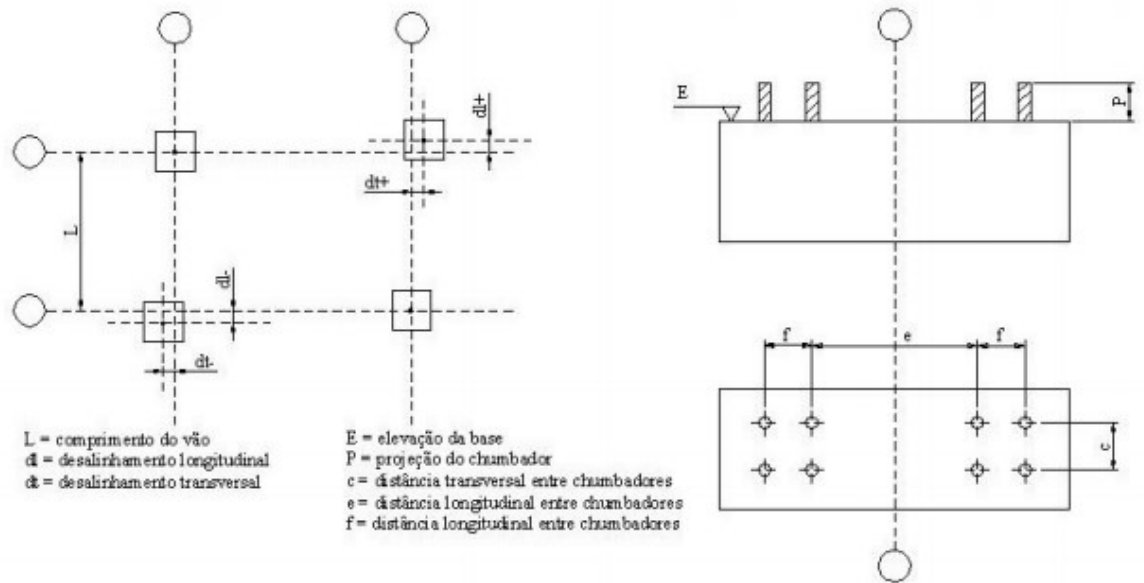 dl+
dt+
L
dl-
dt-
L = comprimento do vão
dl = desalinhamento longitudinal
dt = desalinhamento transversal
E = elevação da base
P = projeção do chumbador
c = distância transversal entre chumbadores
e = distância longitudinal entre chumbadores
f = distância longitudinal entre chumbadores
E
P
f
e
f
c